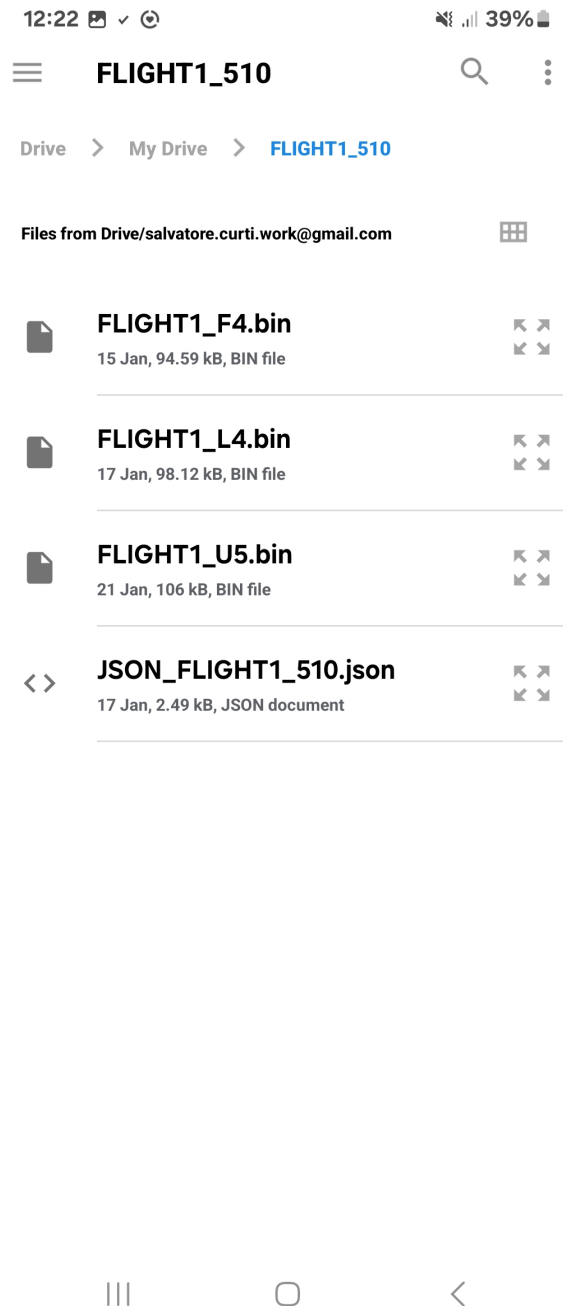 12:22 39%
FLIGHT1_510
Drive > My Drive > FLIGHT1_510
Files from Drive/salvatore.curti.work@gmail.com
FLIGHT1_F4.bin
15 Jan, 94.59 kB, BIN file
FLIGHT1_L4.bin
17 Jan, 98.12 kB, BIN file
FLIGHT1_U5.bin
21 Jan, 106 kB, BIN file
JSON_FLIGHT1_510.json
17 Jan, 2.49 kB, JSON document